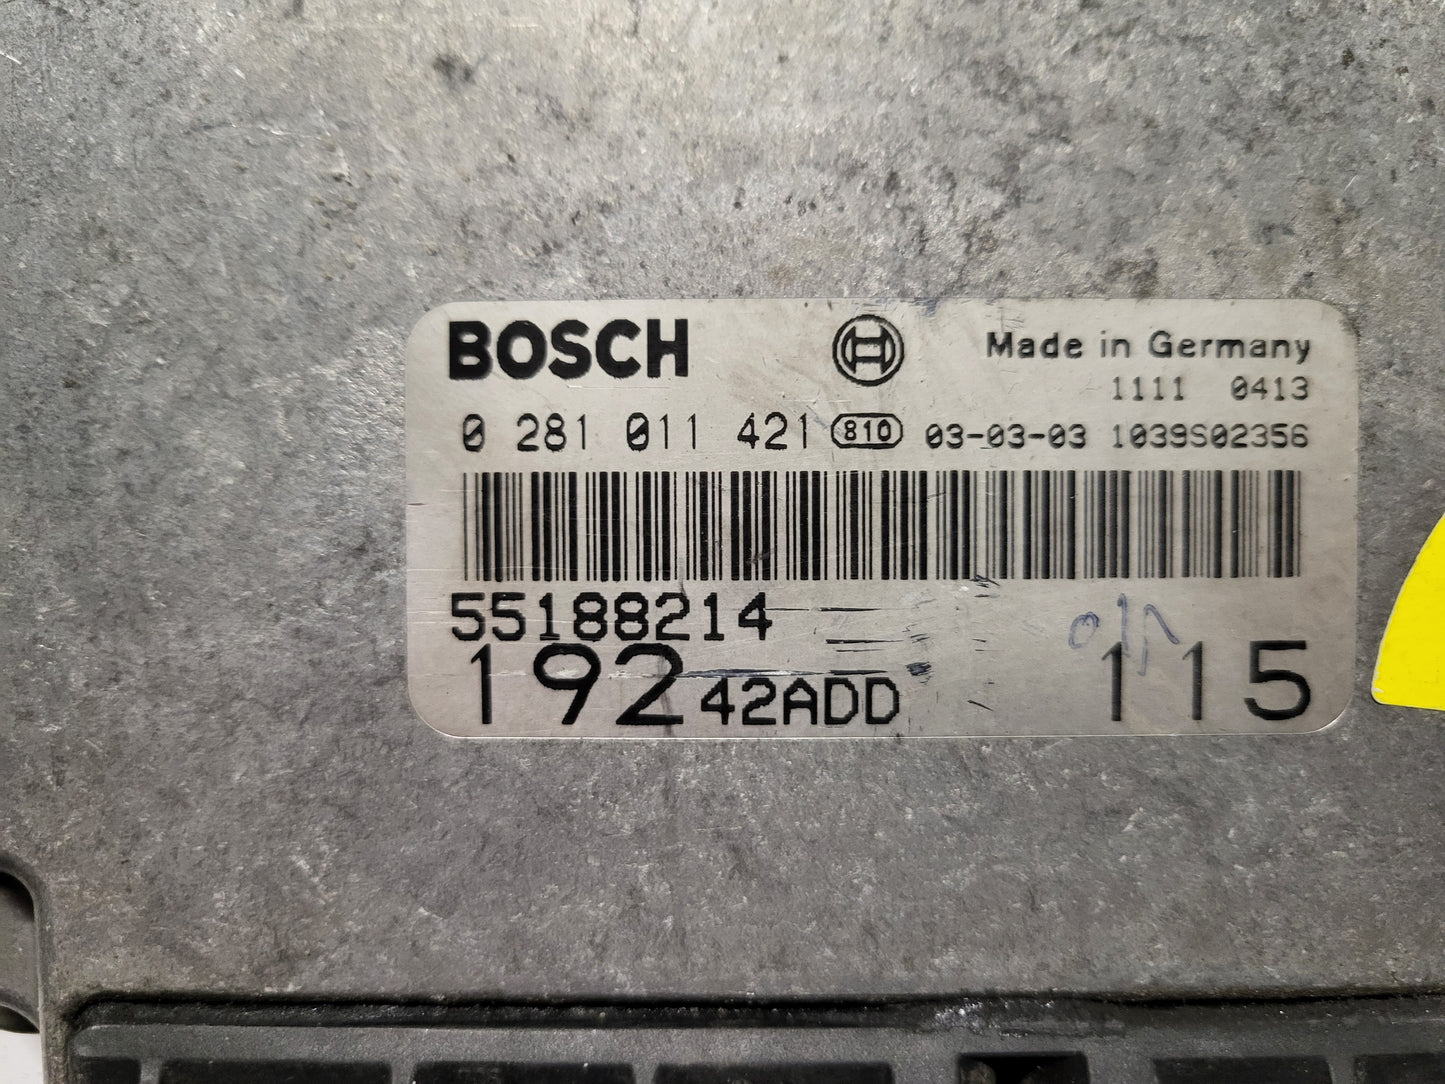 BOSCH Made in Germany
1111 0413
0 281 011 421 810 03-03-03 1039S02356
55188214
192 42ADD 115